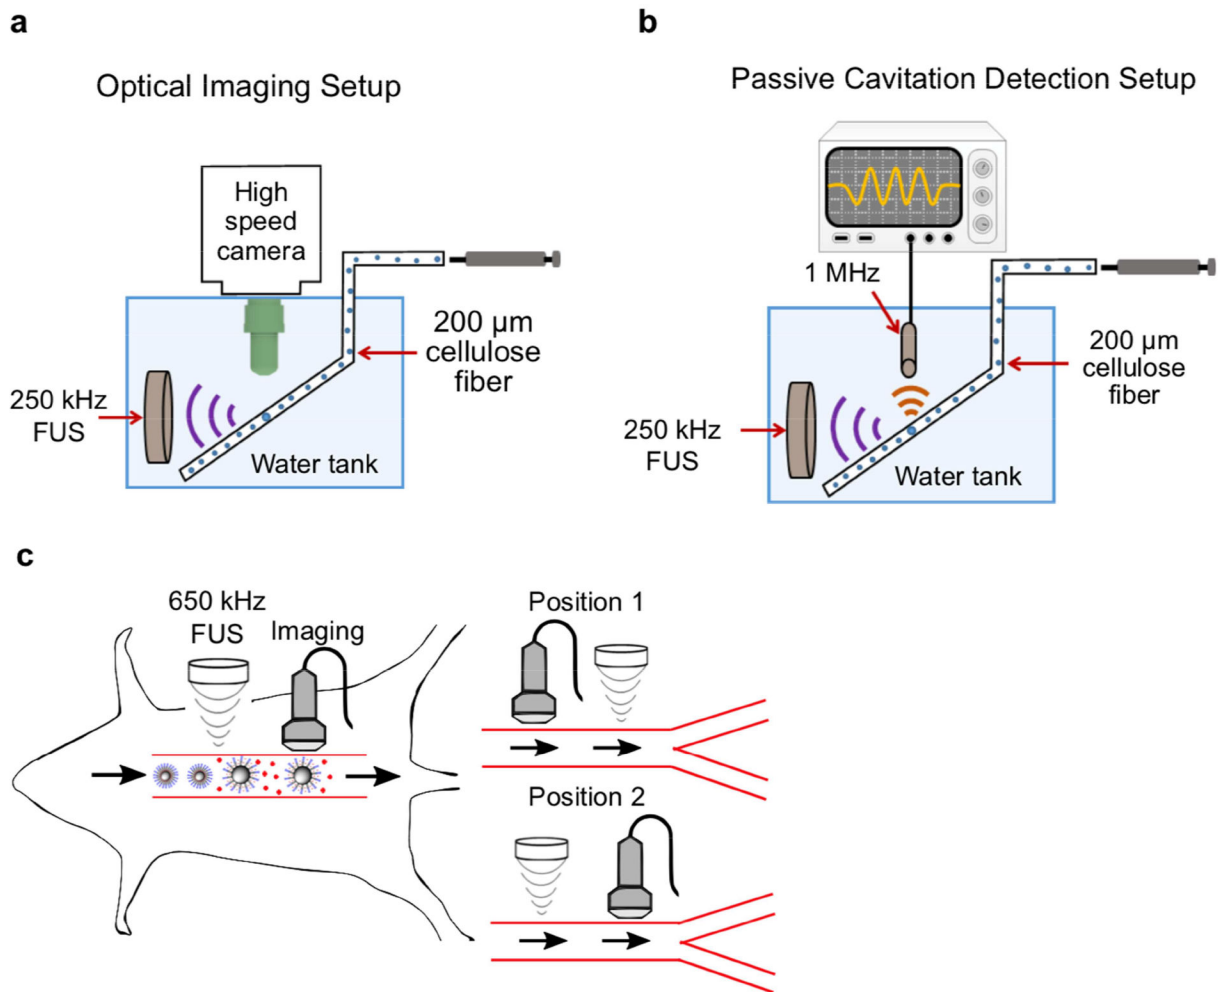 a
Optical Imaging Setup
High
speed
camera
200 µm
cellulose
fiber
250 kHz
FUS
Water tank
b
Passive Cavitation Detection Setup
1 MHz
200 µm
cellulose
fiber
250 kHz
FUS
Water tank
c
650 kHz
FUS
Imaging
Position 1
Position 2